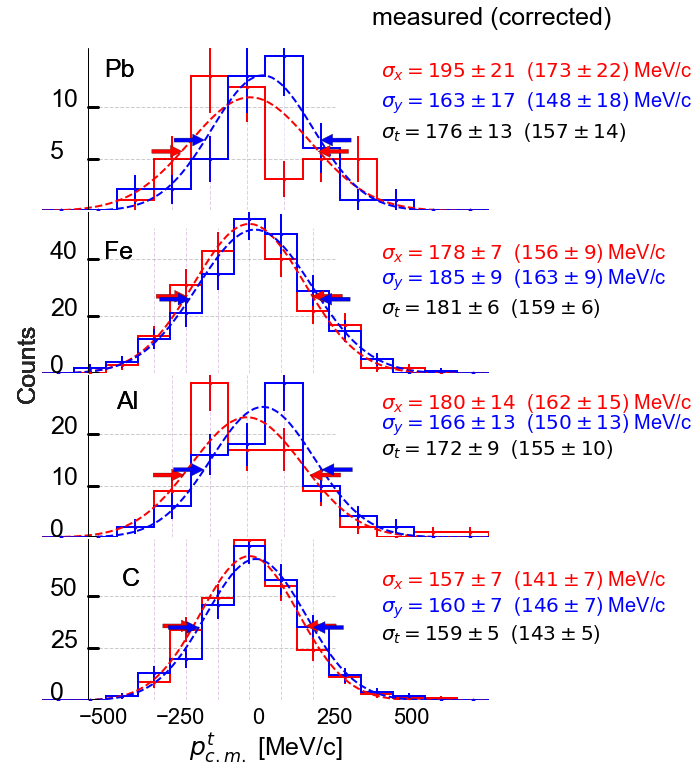 measured (corrected)
Pb
σx = 195 ± 21 (173 ± 22) MeV/c
σy = 163 ± 17 (148 ± 18) MeV/c
σt = 176 ± 13 (157 ± 14)
10
5
Fe
σx = 178 ± 7 (156 ± 9) MeV/c
σy = 185 ± 9 (163 ± 9) MeV/c
σt = 181 ± 6 (159 ± 6)
40
20
0
Counts
Al
σx = 180 ± 14 (162 ± 15) MeV/c
σy = 166 ± 13 (150 ± 13) MeV/c
σt = 172 ± 9 (155 ± 10)
20
10
0
C
σx = 157 ± 7 (141 ± 7) MeV/c
σy = 160 ± 7 (146 ± 7) MeV/c
σt = 159 ± 5 (143 ± 5)
50
25
0
−500 −250 0 250 500
p^t_{c.m.} [MeV/c]